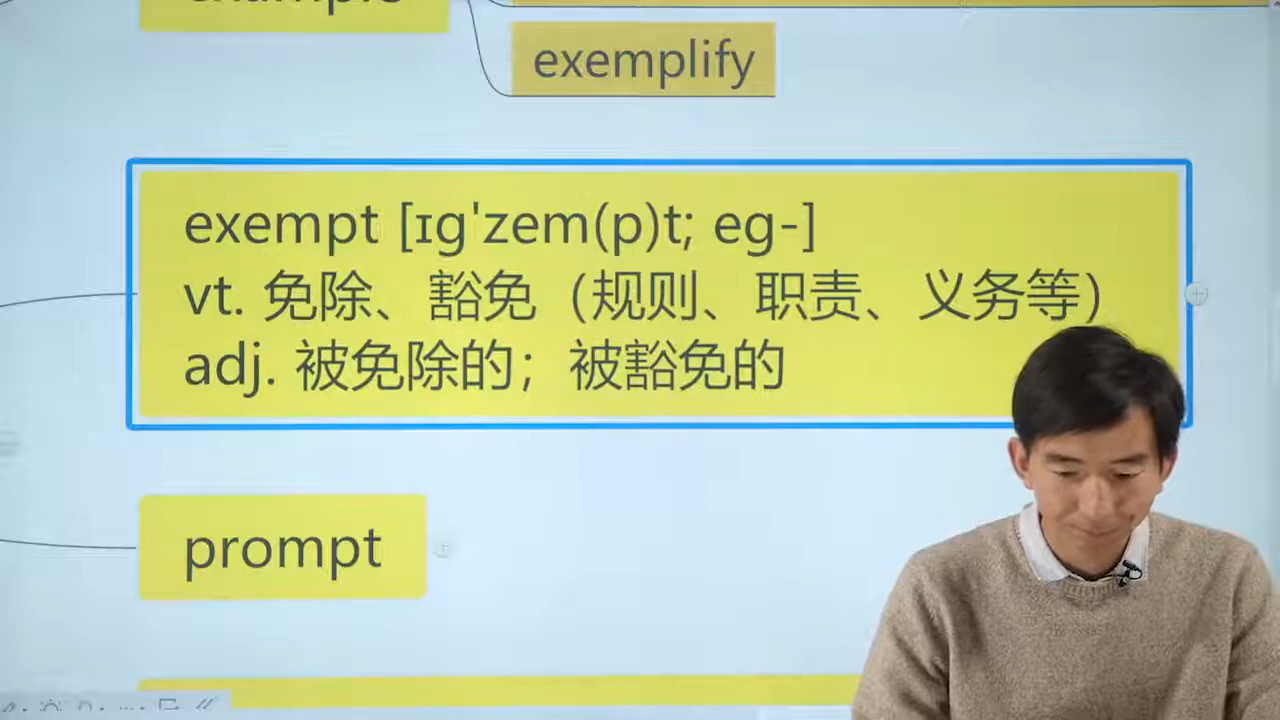 exemplify
exempt [ɪg'zem(p)t; eg-]
vt. 免除、豁免（规则、职责、义务等）
adj. 被免除的；被豁免的
prompt